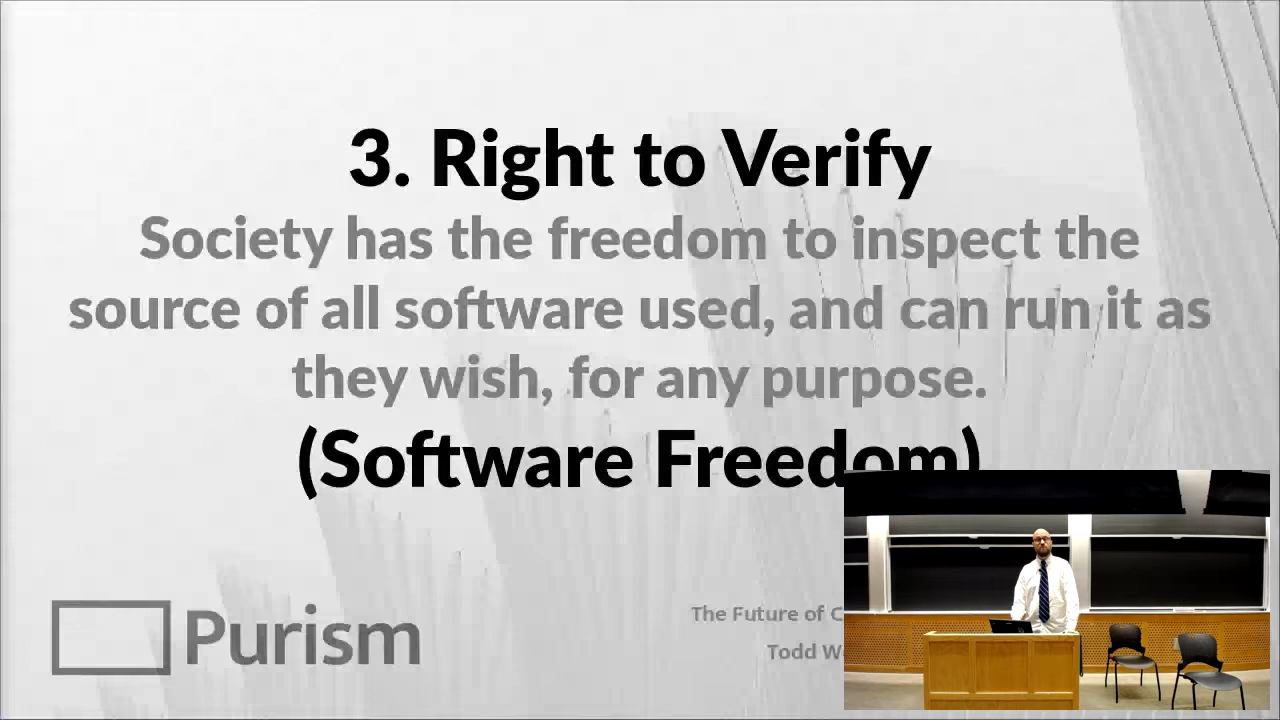 3. Right to Verify
Society has the freedom to inspect the
source of all software used, and can run it as
they wish, for any purpose.
(Software Freedom)
Purism
The Future of
Todd